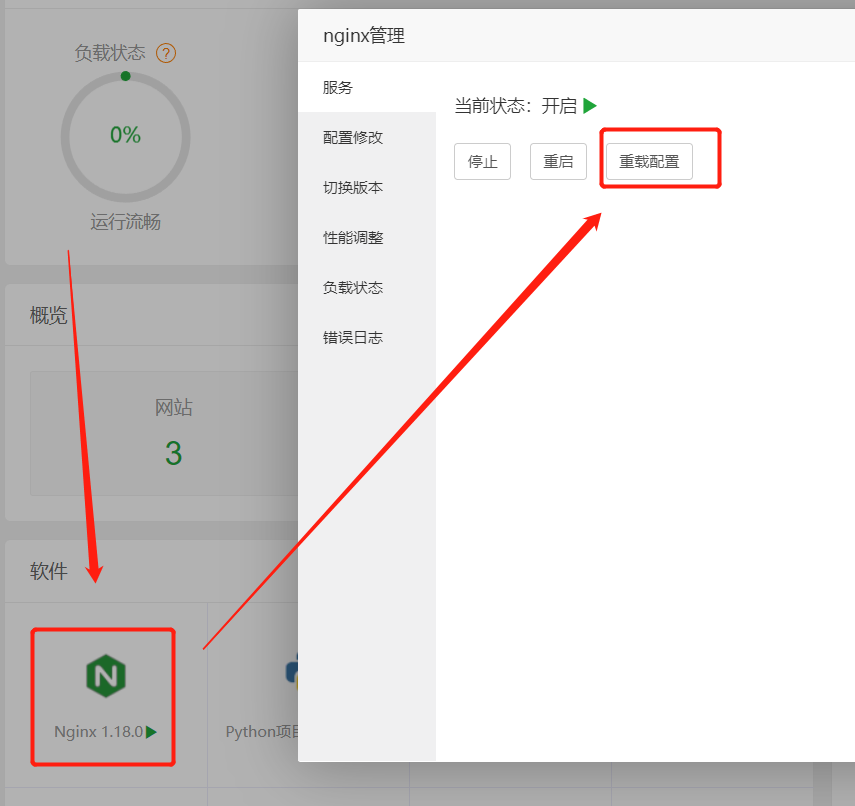 负载状态 ?
0%
运行流畅
概览
网站
3
软件
Nginx 1.18.0
Python项
nginx管理
服务
配置修改
切换版本
性能调整
负载状态
错误日志
当前状态：开启
停止
重启
重载配置